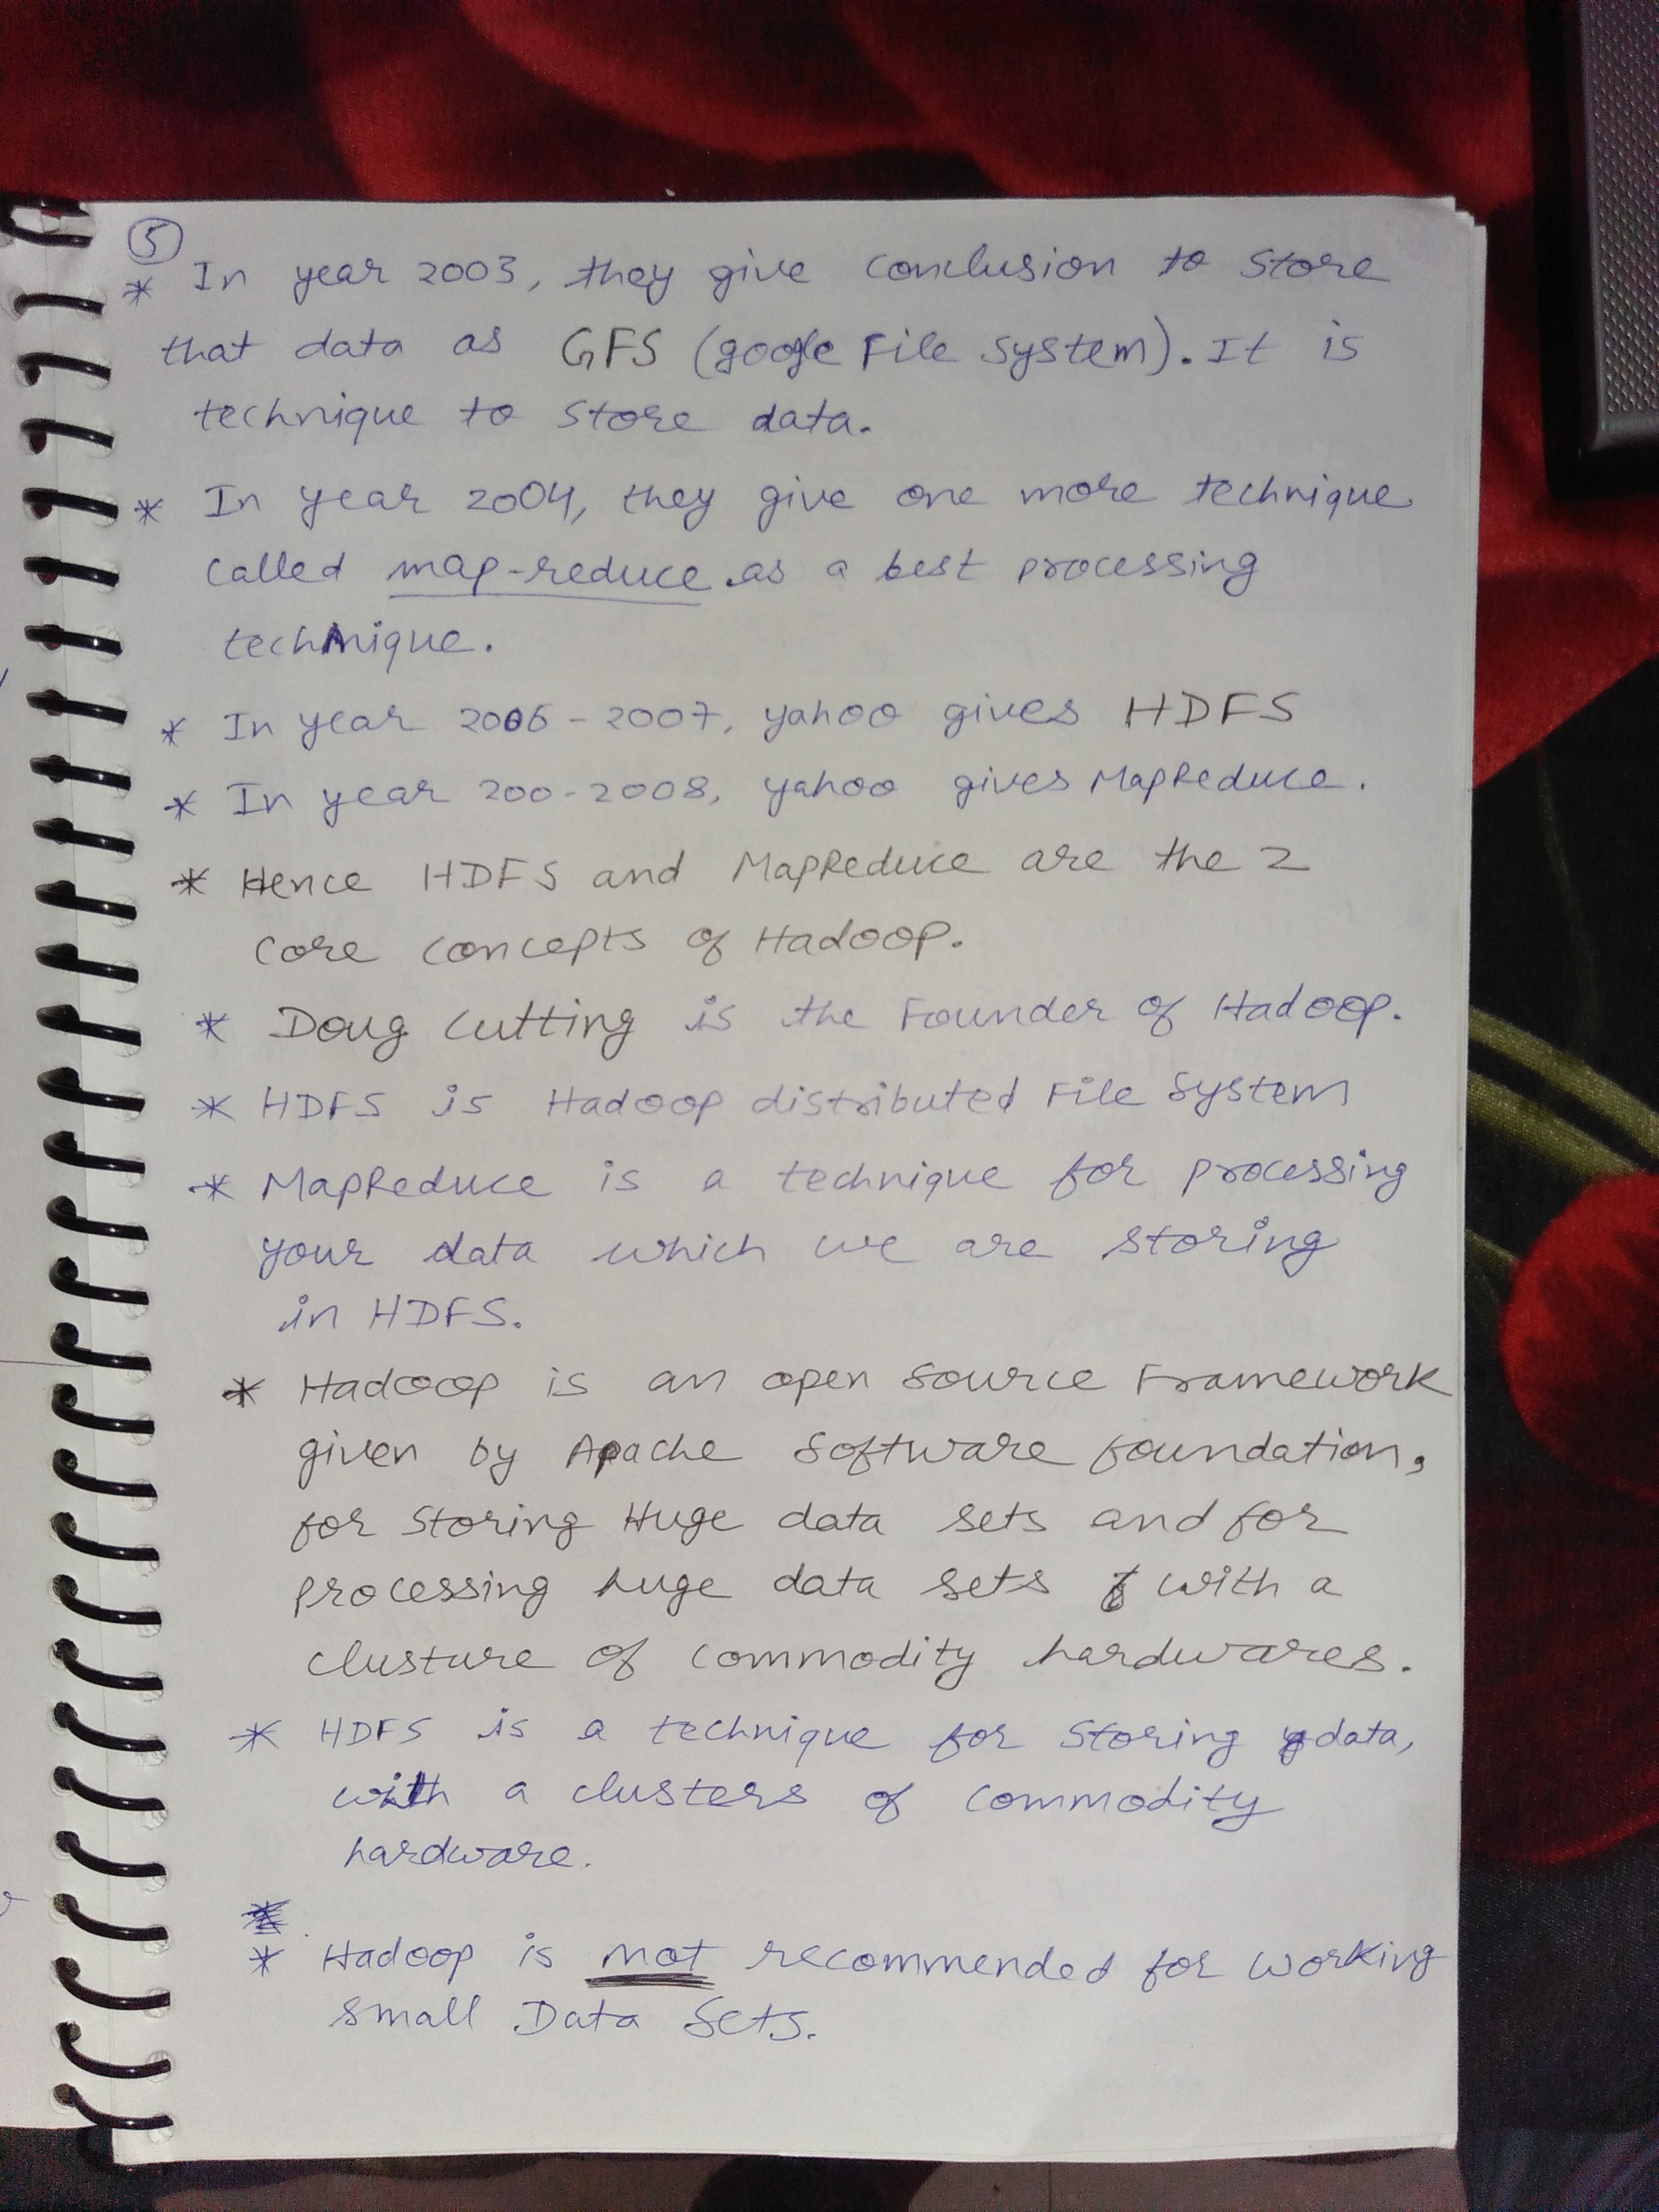 5
* In year 2003, they give conclusion to store
that data as GFS (google File System). It is
technique to store data.
* In year 2004, they give one more technique
called map-reduce as a best processing
technique.
* In year 2006-2007, yahoo gives HDFS
* In year 200-2008, yahoo gives MapReduce.
* Hence HDFS and MapReduce are the 2
core concepts of Hadoop.
* Doug Cutting is the Founder of Hadoop.
* HDFS is Hadoop distributed File System
* MapReduce is a technique for processing
your data which we are storing
in HDFS.
* Hadoop is an open source Framework
given by Apache Software foundation,
for storing Huge data sets and for
processing huge data sets with a
clusture of commodity hardwares.
* HDFS is a technique for storing data,
with a clusters of commodity
hardware.
* Hadoop is not recommended for working
small Data Sets.